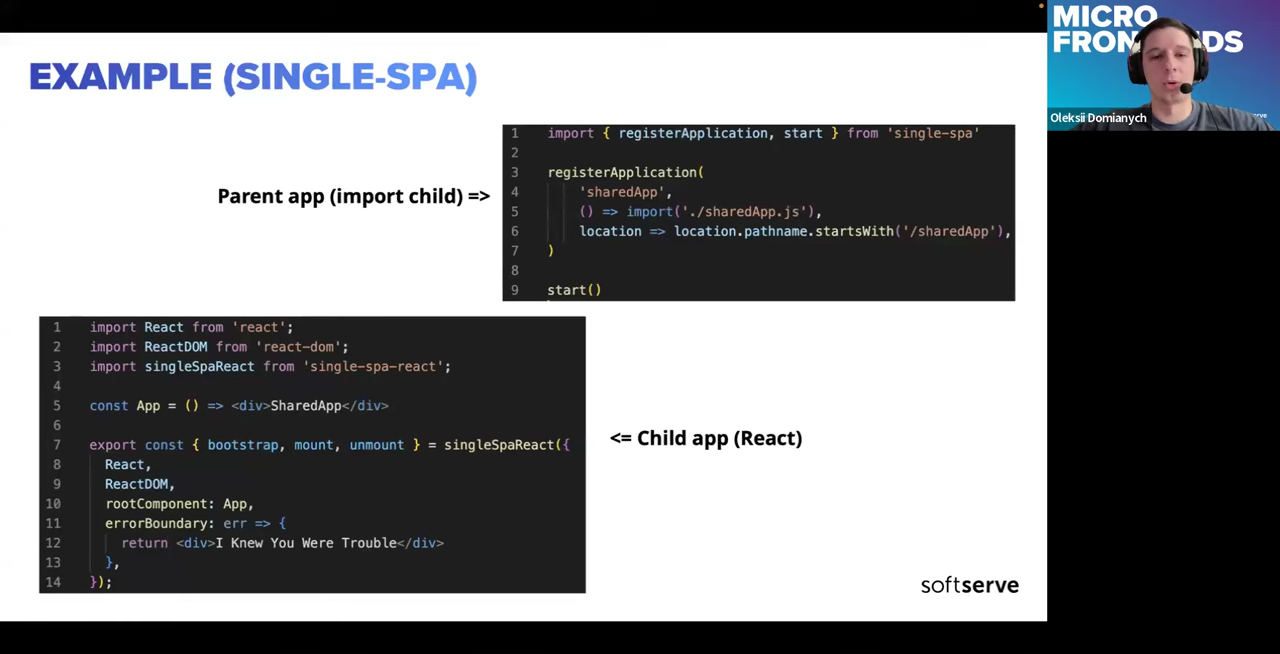 EXAMPLE (SINGLE-SPA)
Parent app (import child) =>
1 import { registerApplication, start } from 'single-spa'
2
3 registerApplication(
4 'sharedApp',
5 () => import('./sharedApp.js'),
6 location => location.pathname.startsWith('/sharedApp'),
7 )
8
9 start()
1 import React from 'react';
2 import ReactDOM from 'react-dom';
3 import singleSpaReact from 'single-spa-react';
4
5 const App = () => <div>SharedApp</div>
6
7 export const { bootstrap, mount, unmount } = singleSpaReact({
8 React,
9 ReactDOM,
10 rootComponent: App,
11 errorBoundary: err => {
12 return <div>I Knew You Were Trouble</div>
13 },
14 });
<= Child app (React)
softserve
MICRO
Oleksii Domianych